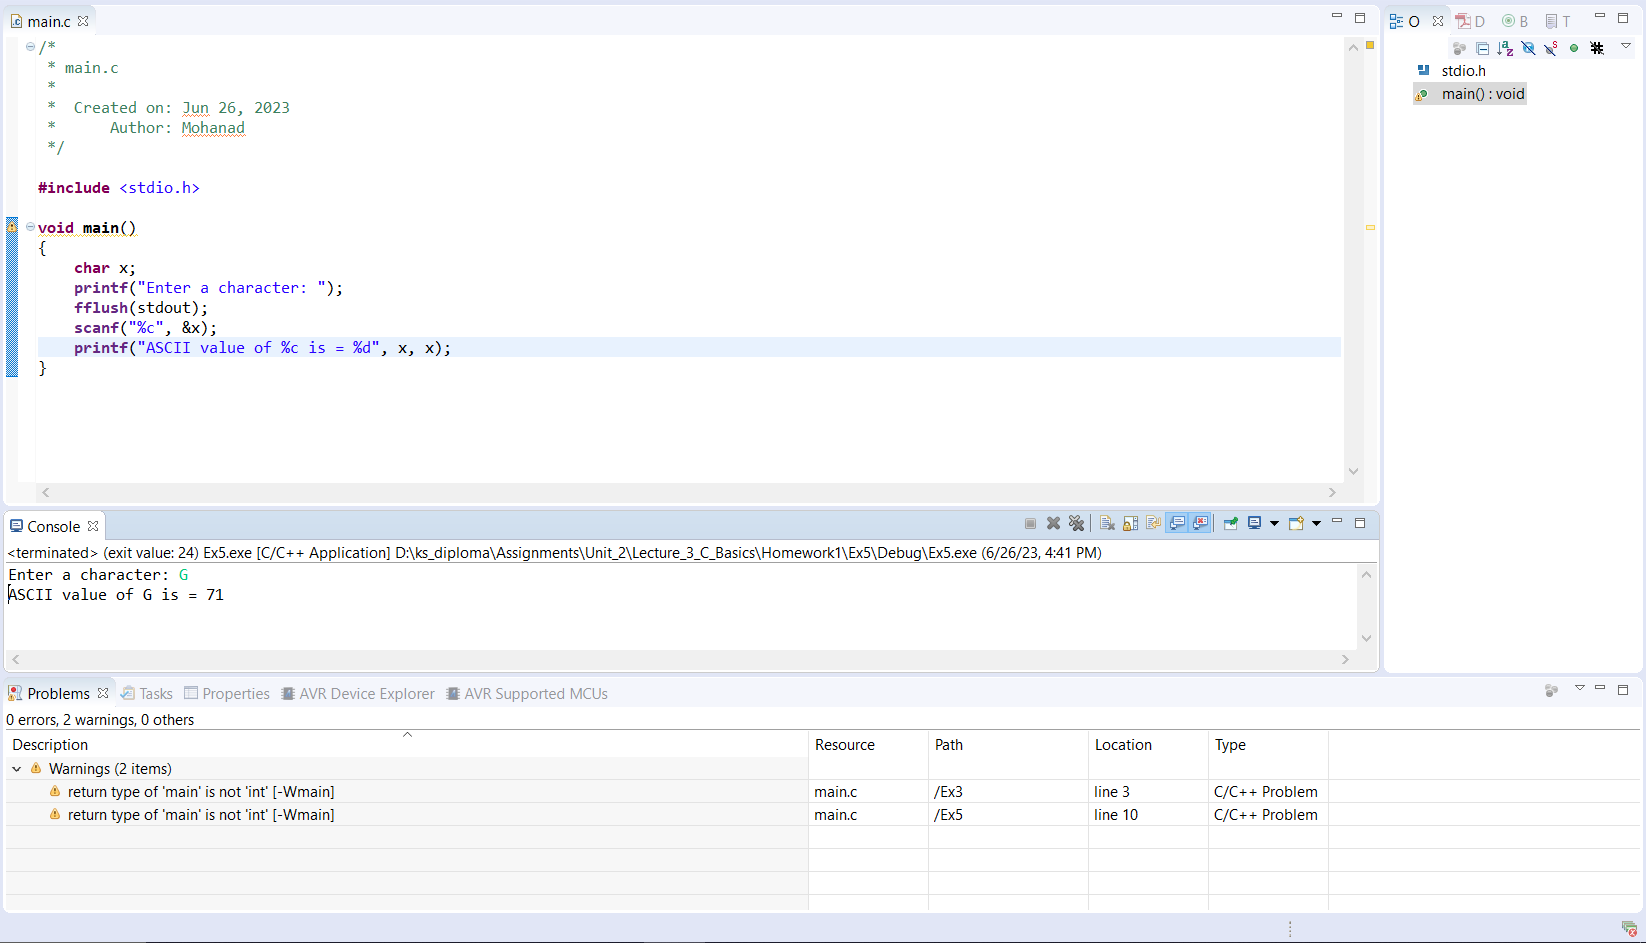 main.c
/*
* main.c
*
* Created on: Jun 26, 2023
* Author: Mohanad
*/
#include <stdio.h>
void main()
{
char x;
printf("Enter a character: ");
fflush(stdout);
scanf("%c", &x);
printf("ASCII value of %c is = %d", x, x);
}
O D B T
stdio.h
main() : void
Console
<terminated> (exit value: 24) Ex5.exe [C/C++ Application] D:\ks_diploma\Assignments\Unit_2\Lecture_3_C_Basics\Homework1\Ex5\Debug\Ex5.exe (6/26/23, 4:41 PM)
Enter a character: G
ASCII value of G is = 71
Problems Tasks Properties AVR Device Explorer AVR Supported MCUs
0 errors, 2 warnings, 0 others
Description Resource Path Location Type
Warnings (2 items)
return type of 'main' is not 'int' [-Wmain] main.c /Ex3 line 3 C/C++ Problem
return type of 'main' is not 'int' [-Wmain] main.c /Ex5 line 10 C/C++ Problem